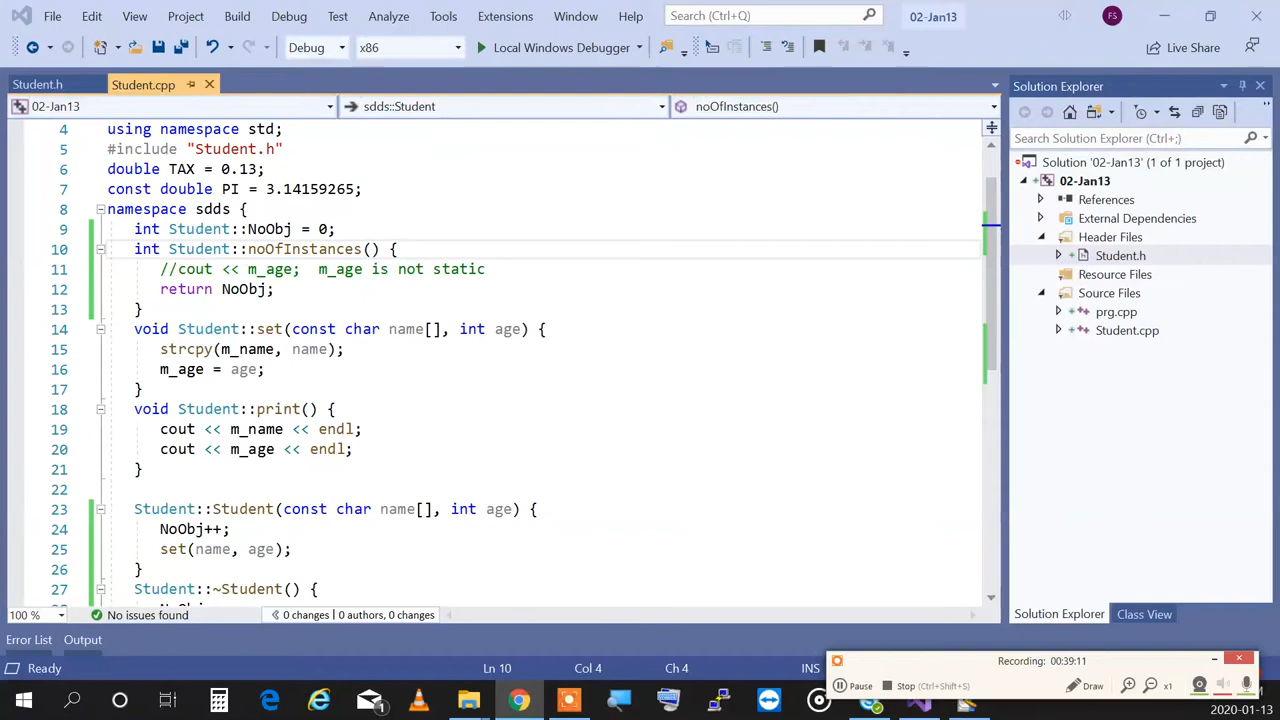 File Edit View Project Build Debug Test Analyze Tools Extensions Window Help Search (Ctrl+Q) 02-Jan13 FS
Debug x86 Local Windows Debugger Live Share
Student.h Student.cpp Solution Explorer
02-Jan13 sdds::Student noOfInstances()
Search Solution Explorer (Ctrl+;)
4 using namespace std;
5 #include "Student.h"
6 double TAX = 0.13;
7 const double PI = 3.14159265;
8 namespace sdds {
9 int Student::NoObj = 0;
10 int Student::noOfInstances() {
11 //cout << m_age;  m_age is not static
12 return NoObj;
13 }
14 void Student::set(const char name[], int age) {
15 strcpy(m_name, name);
16 m_age = age;
17 }
18 void Student::print() {
19 cout << m_name << endl;
20 cout << m_age << endl;
21 }
22
23 Student::Student(const char name[], int age) {
24 NoObj++;
25 set(name, age);
26 }
27 Student::~Student() {
Solution '02-Jan13' (1 of 1 project)
02-Jan13
References
External Dependencies
Header Files
Student.h
Resource Files
Source Files
prg.cpp
Student.cpp
100 % No issues found 0 changes | 0 authors, 0 changes
Solution Explorer Class View
Error List Output
Ready Ln 10 Col 4 Ch 4 INS
Recording: 00:39:11
Pause Stop (Ctrl+Shift+S) Draw x1
1
2020-01-13